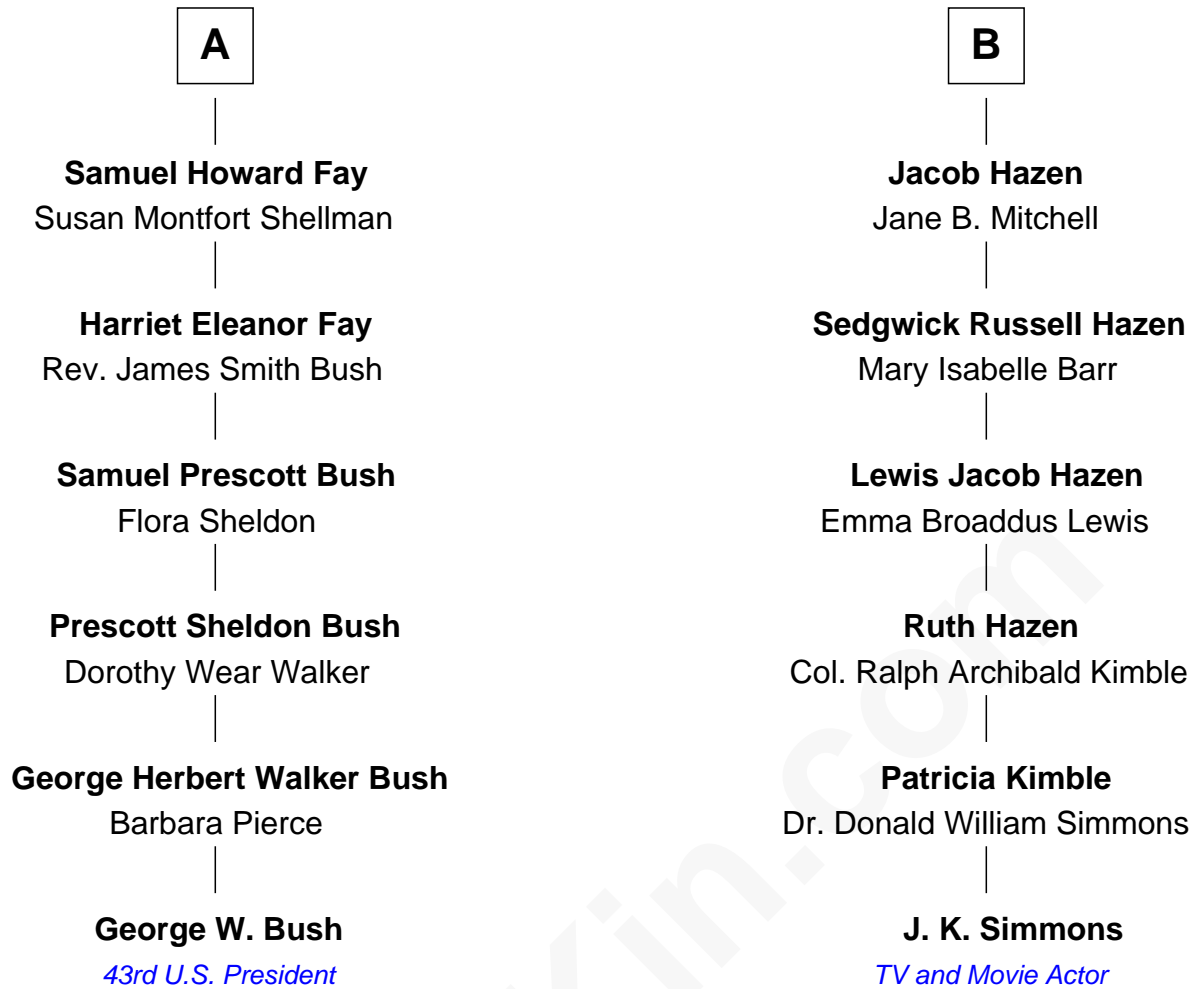 A
Samuel Howard Fay
Susan Montfort Shellman
Harriet Eleanor Fay
Rev. James Smith Bush
Samuel Prescott Bush
Flora Sheldon
Prescott Sheldon Bush
Dorothy Wear Walker
George Herbert Walker Bush
Barbara Pierce
George W. Bush
43rd U.S. President
B
Jacob Hazen
Jane B. Mitchell
Sedgwick Russell Hazen
Mary Isabelle Barr
Lewis Jacob Hazen
Emma Broaddus Lewis
Ruth Hazen
Col. Ralph Archibald Kimble
Patricia Kimble
Dr. Donald William Simmons
J. K. Simmons
TV and Movie Actor